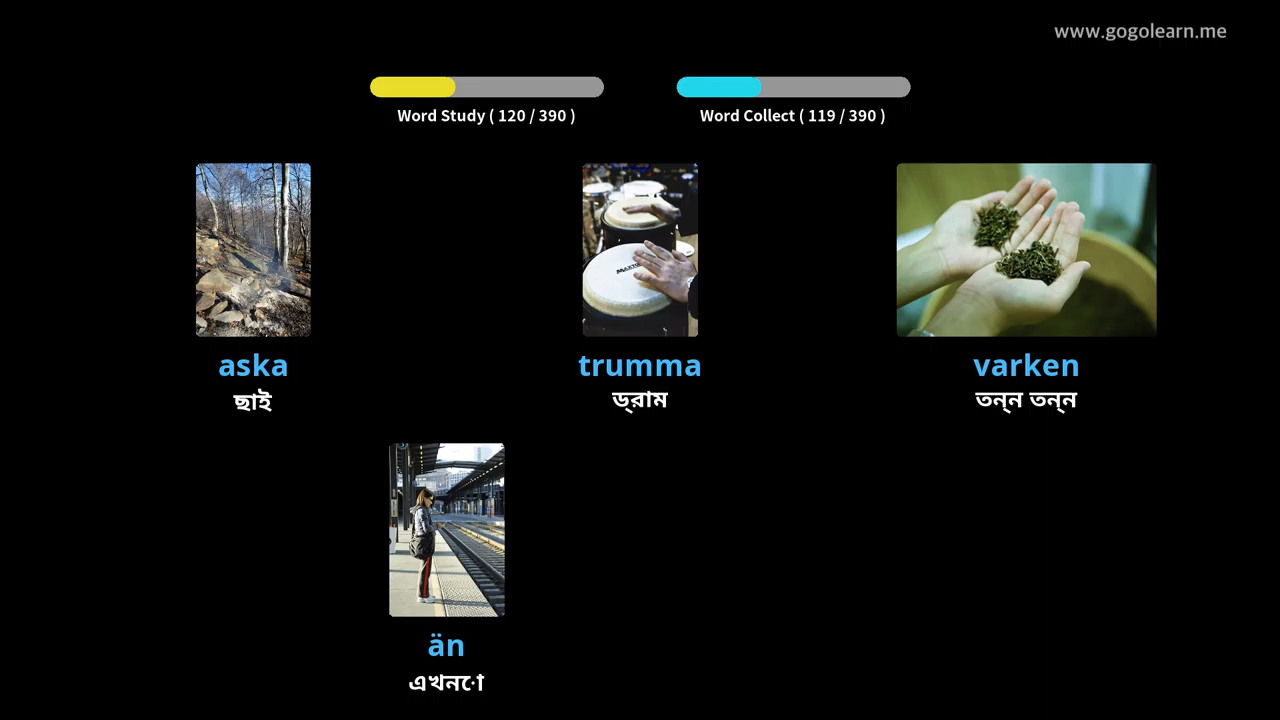 www.gogolearn.me
Word Study ( 120 / 390 )
Word Collect ( 119 / 390 )
aska
trumma
varken
ছাই
ড্রাম
তন্ন তন্ন
än
এখনো